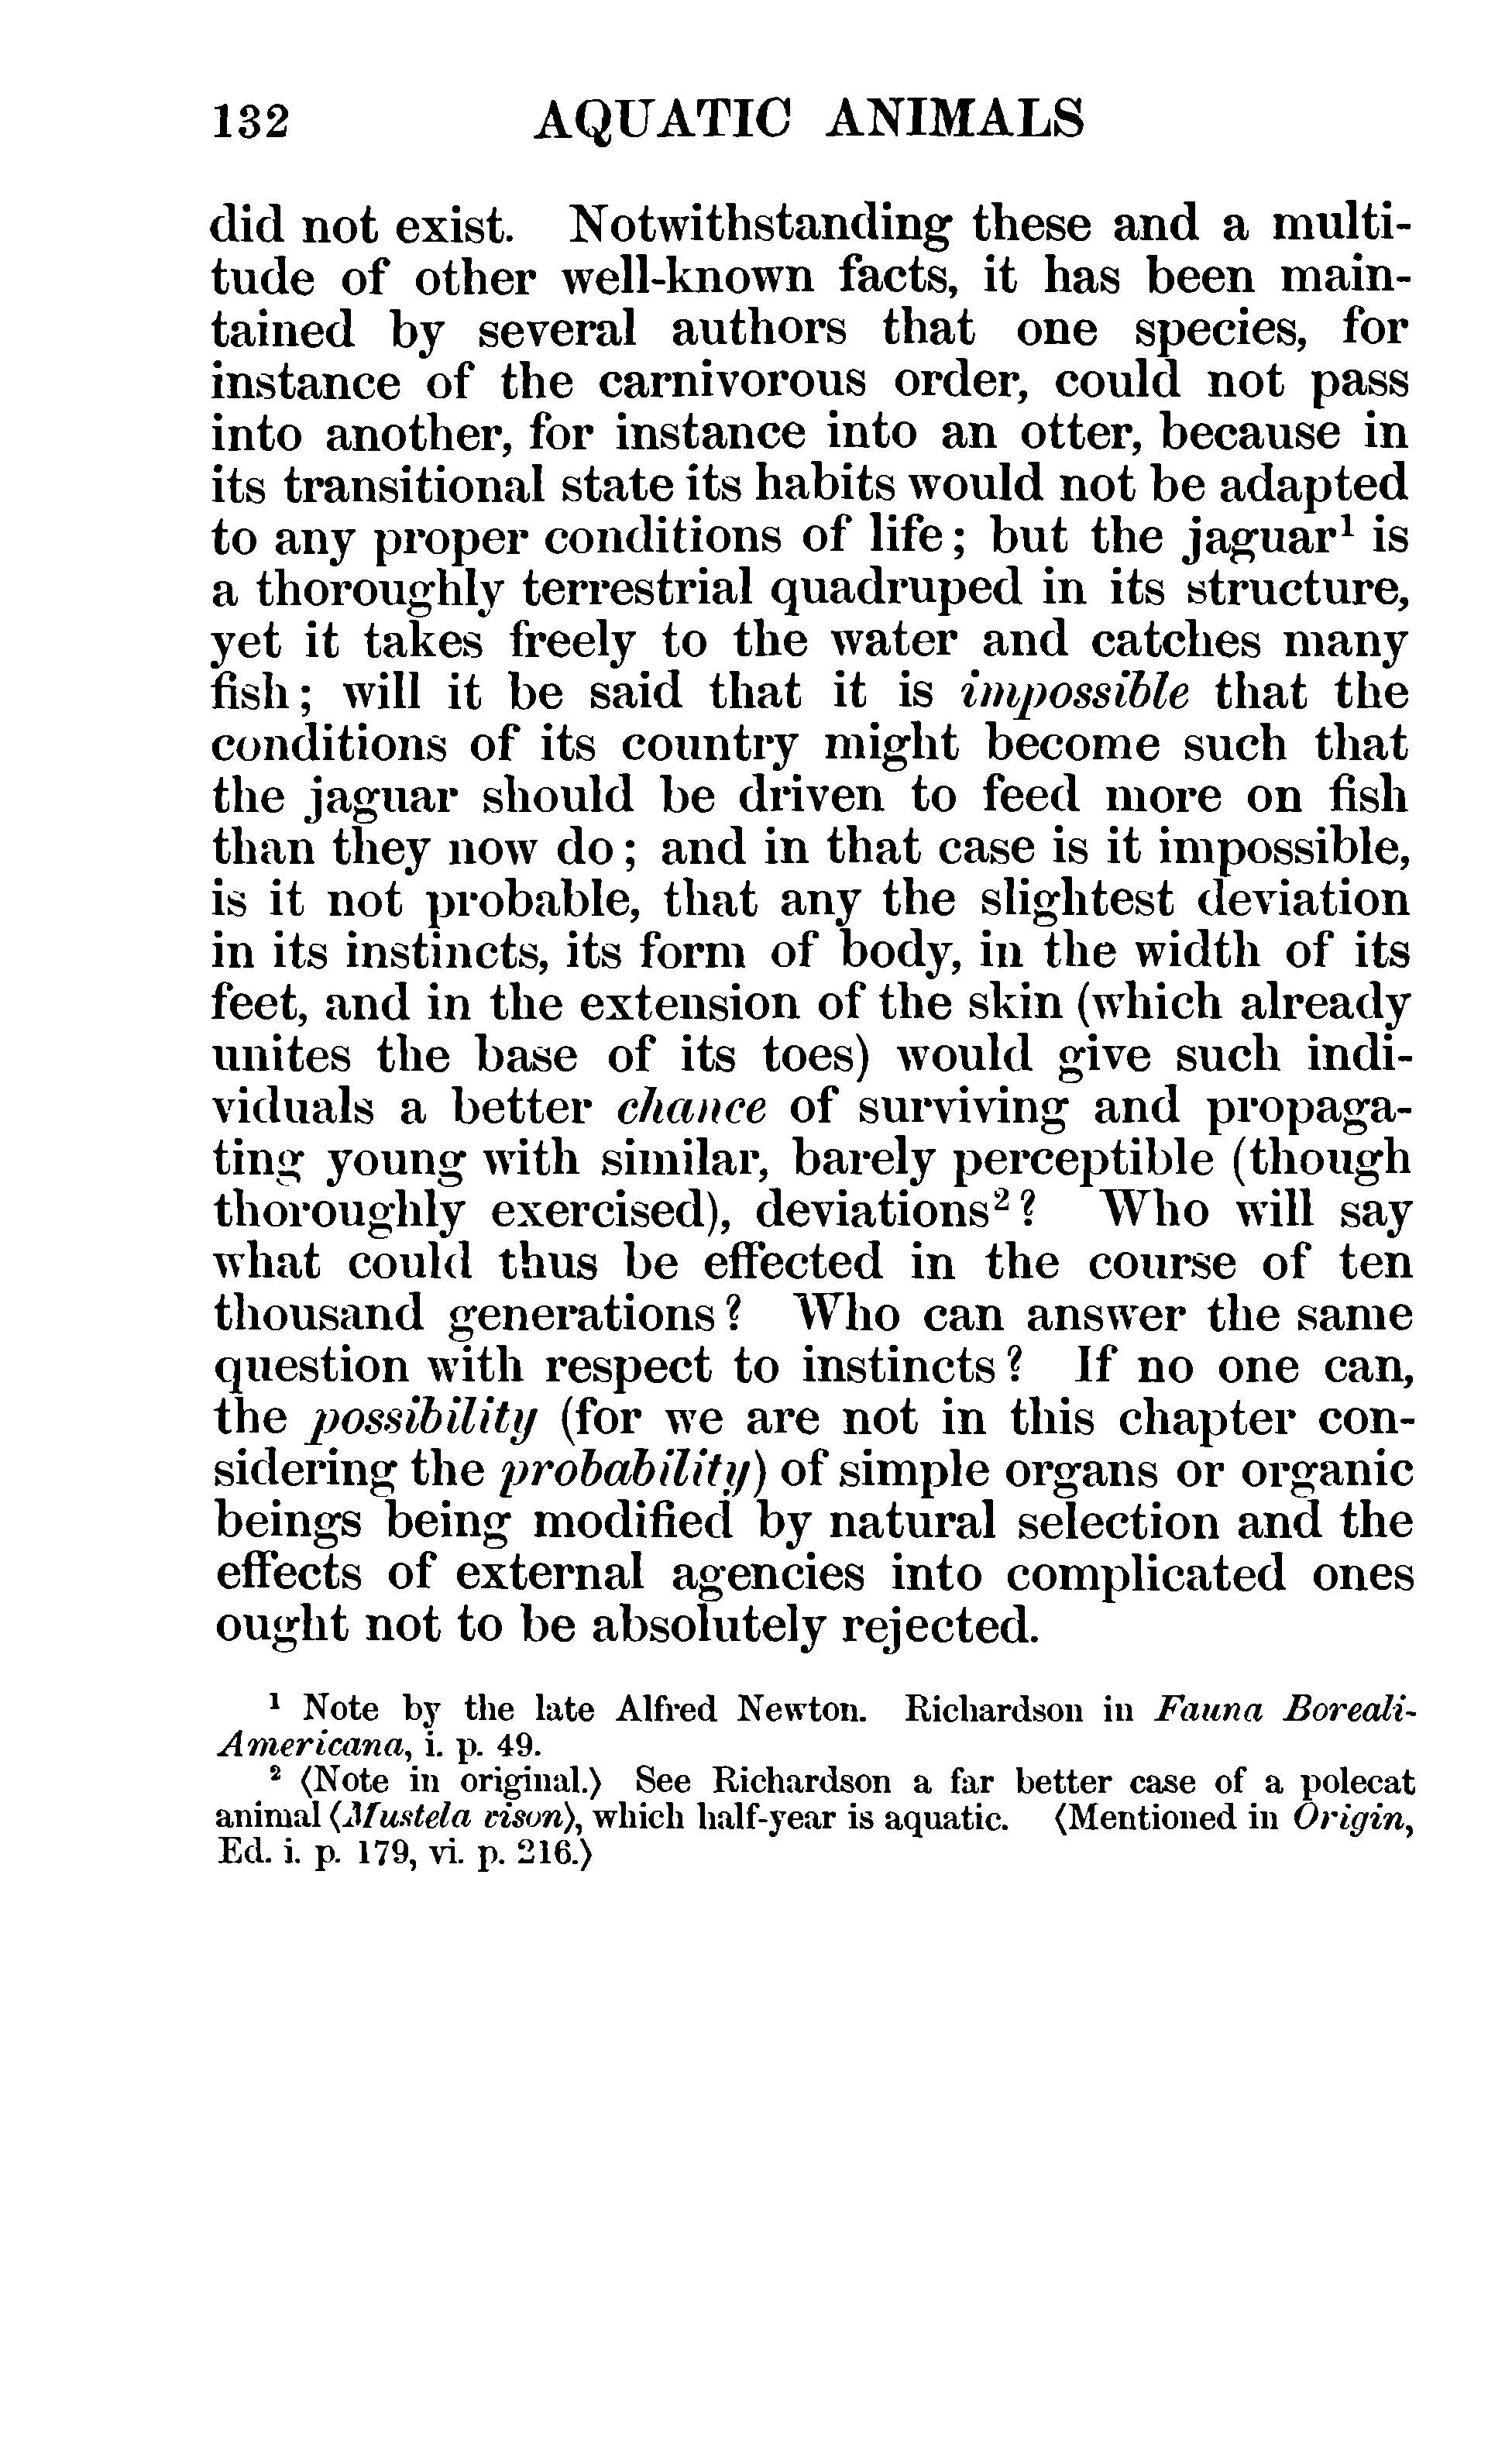 132 AQUATIC ANIMALS
did not exist. Notwithstanding these and a multi-
tude of other well-known facts, it has been main-
tained by several authors that one species, for
instance of the carnivorous order, could not pass
into another, for instance into an otter, because in
its transitional state its habits would not be adapted
to any proper conditions of life; but the jaguar¹ is
a thoroughly terrestrial quadruped in its structure,
yet it takes freely to the water and catches many
fish; will it be said that it is impossible that the
conditions of its country might become such that
the jaguar should be driven to feed more on fish
than they now do; and in that case is it impossible,
is it not probable, that any the slightest deviation
in its instincts, its form of body, in the width of its
feet, and in the extension of the skin (which already
unites the base of its toes) would give such indi-
viduals a better chance of surviving and propaga-
ting young with similar, barely perceptible (though
thoroughly exercised), deviations²? Who will say
what could thus be effected in the course of ten
thousand generations? Who can answer the same
question with respect to instincts? If no one can,
the possibility (for we are not in this chapter con-
sidering the probability) of simple organs or organic
beings being modified by natural selection and the
effects of external agencies into complicated ones
ought not to be absolutely rejected.
¹ Note by the late Alfred Newton. Richardson in Fauna Boreali-
Americana, i. p. 49.
² ⟨Note in original.⟩ See Richardson a far better case of a polecat
animal ⟨Mustela vison⟩, which half-year is aquatic. ⟨Mentioned in Origin,
Ed. i. p. 179, vi. p. 216.⟩